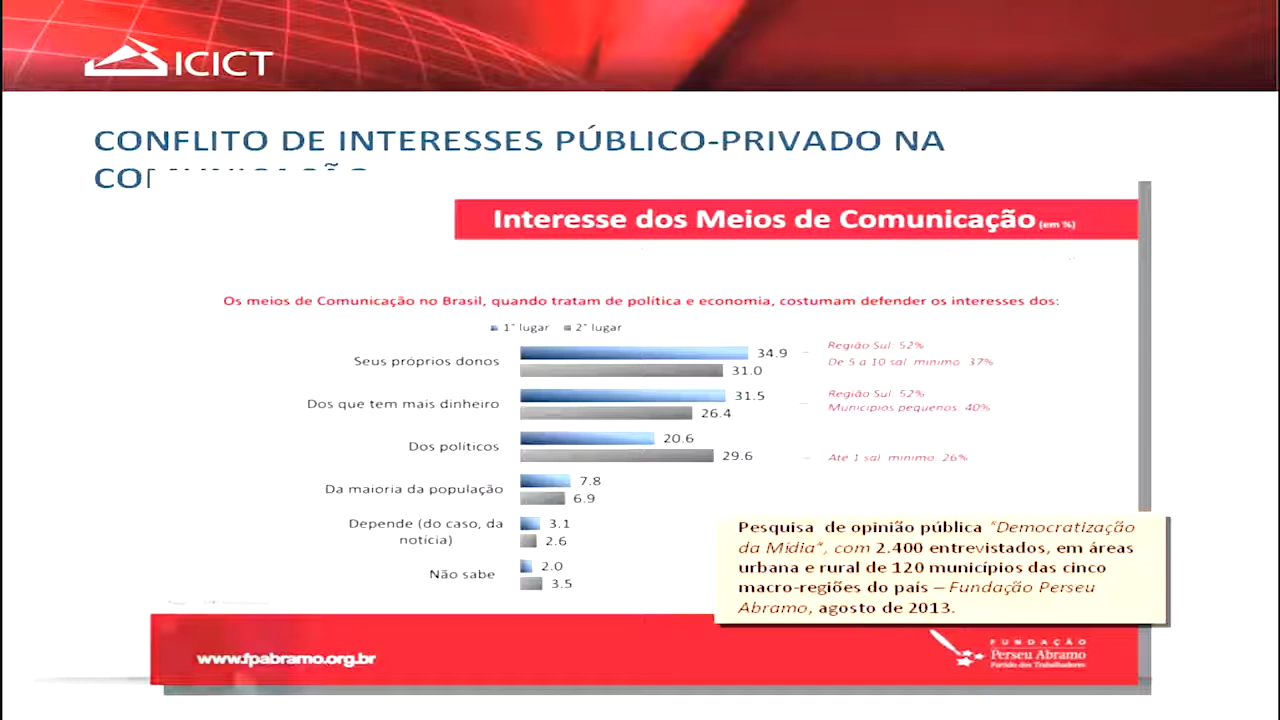 ICICT
CONFLITO DE INTERESSES PÚBLICO-PRIVADO NA
COMUNICAÇÃO
Interesse dos Meios de Comunicação (em %)
Os meios de Comunicação no Brasil, quando tratam de política e economia, costumam defender os interesses dos:
1° lugar 2° lugar
Seus próprios donos 34.9 31.0
Região Sul: 52%
De 5 a 10 sal. mínimo: 37%
Dos que tem mais dinheiro 31.5 26.4
Região Sul: 52%
Municípios pequenos: 40%
Dos políticos 20.6 29.6
Até 1 sal. mínimo: 26%
Da maioria da população 7.8 6.9
Depende (do caso, da
notícia) 3.1 2.6
Não sabe 2.0 3.5
Pesquisa de opinião pública "Democratização
da Mídia", com 2.400 entrevistados, em áreas
urbana e rural de 120 municípios das cinco
macro-regiões do país – Fundação Perseu
Abramo, agosto de 2013.
www.fpabramo.org.br
FUNDAÇÃO
Perseu Abramo
Partido dos Trabalhadores